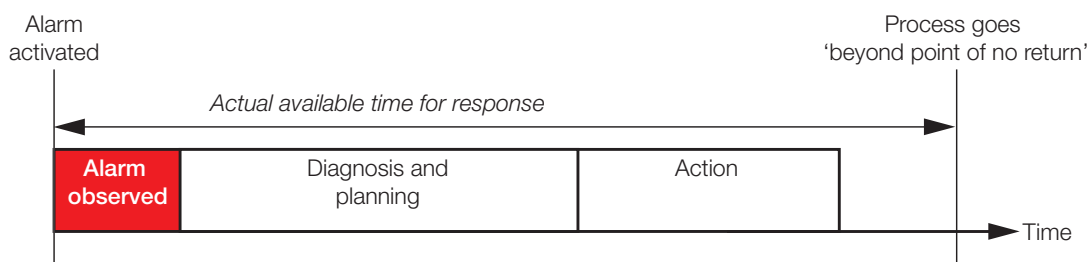 Alarm
activated
Process goes
‘beyond point of no return’
Actual available time for response
Alarm
observed
Diagnosis and
planning
Action
Time